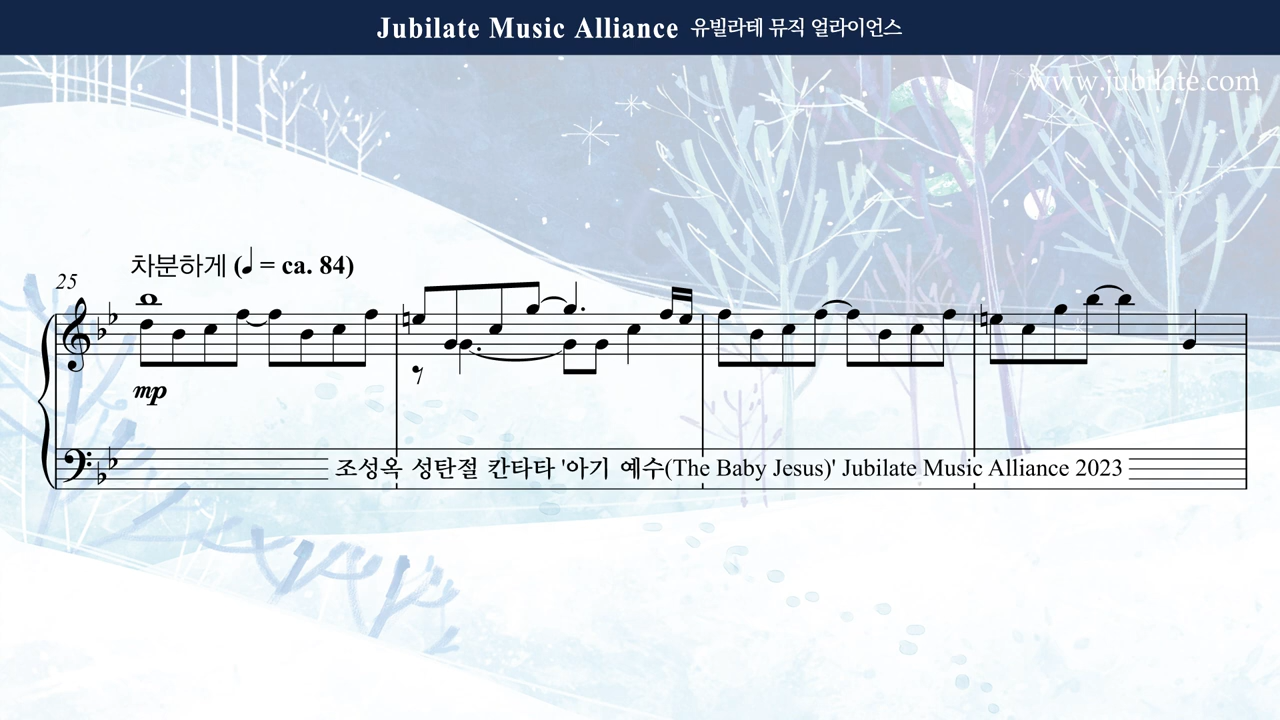 Jubilate Music Alliance 유빌라테 뮤직 얼라이언스
www.jubilate.com
차분하게 (♩ = ca. 84)
25
mp
조성옥 성탄절 칸타타 '아기 예수(The Baby Jesus)' Jubilate Music Alliance 2023